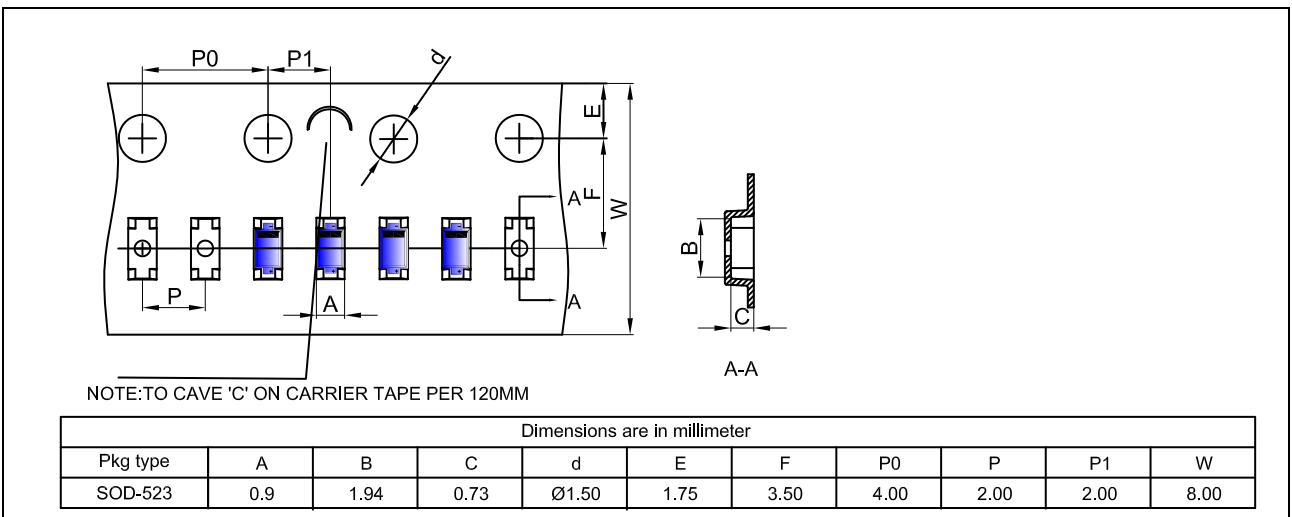 P0 P1 d
E
F
W
A
A
B
P
A
C
A-A
NOTE:TO CAVE 'C' ON CARRIER TAPE PER 120MM
Dimensions are in millimeter
Pkg type A B C d E F P0 P P1 W
SOD-523 0.9 1.94 0.73 Ø1.50 1.75 3.50 4.00 2.00 2.00 8.00